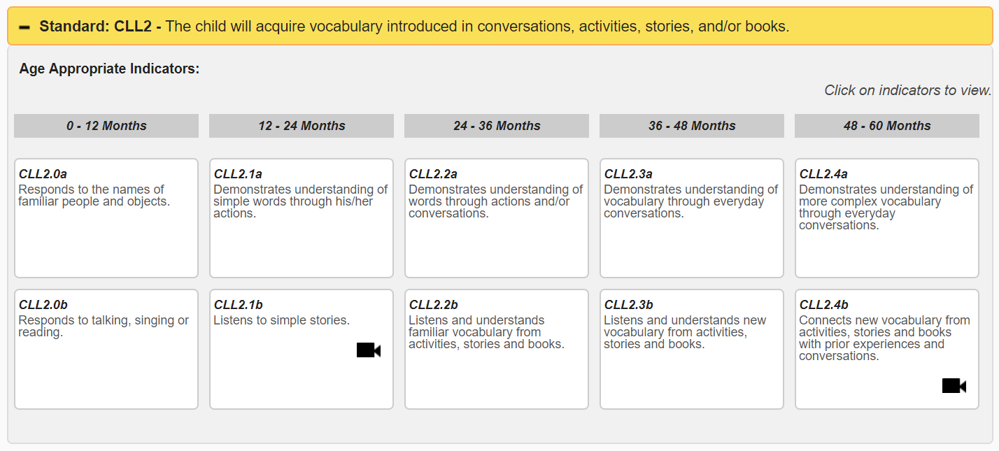 Standard: CLL2 - The child will acquire vocabulary introduced in conversations, activities, stories, and/or books.
Age Appropriate Indicators:
Click on indicators to view.
0 - 12 Months
12 - 24 Months
24 - 36 Months
36 - 48 Months
48 - 60 Months
CLL2.0a
Responds to the names of
familiar people and objects.
CLL2.1a
Demonstrates understanding of
simple words through his/her
actions.
CLL2.2a
Demonstrates understanding of
words through actions and/or
conversations.
CLL2.3a
Demonstrates understanding of
vocabulary through everyday
conversations.
CLL2.4a
Demonstrates understanding of
more complex vocabulary
through everyday
conversations.
CLL2.0b
Responds to talking, singing or
reading.
CLL2.1b
Listens to simple stories.
CLL2.2b
Listens and understands
familiar vocabulary from
activities, stories and books.
CLL2.3b
Listens and understands new
vocabulary from activities,
stories and books.
CLL2.4b
Connects new vocabulary from
activities, stories and books
with prior experiences and
conversations.